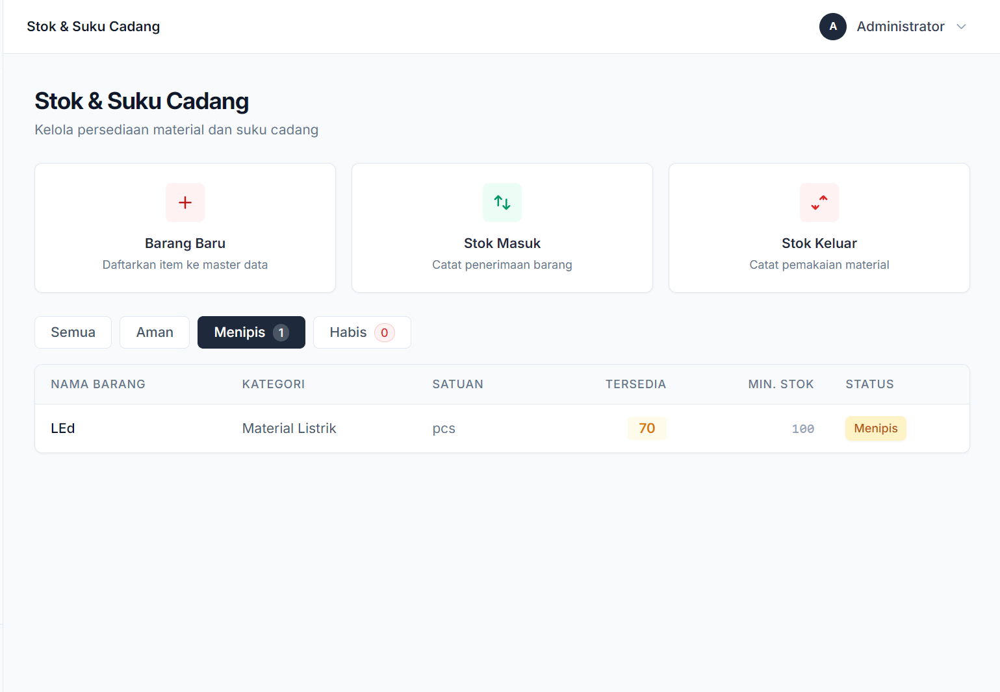 Stok & Suku Cadang
A Administrator
Stok & Suku Cadang
Kelola persediaan material dan suku cadang
Barang Baru
Daftarkan item ke master data
Stok Masuk
Catat penerimaan barang
Stok Keluar
Catat pemakaian material
Semua Aman Menipis 1 Habis 0
NAMA BARANG KATEGORI SATUAN TERSEDIA MIN. STOK STATUS
LEd Material Listrik pcs 70 100 Menipis